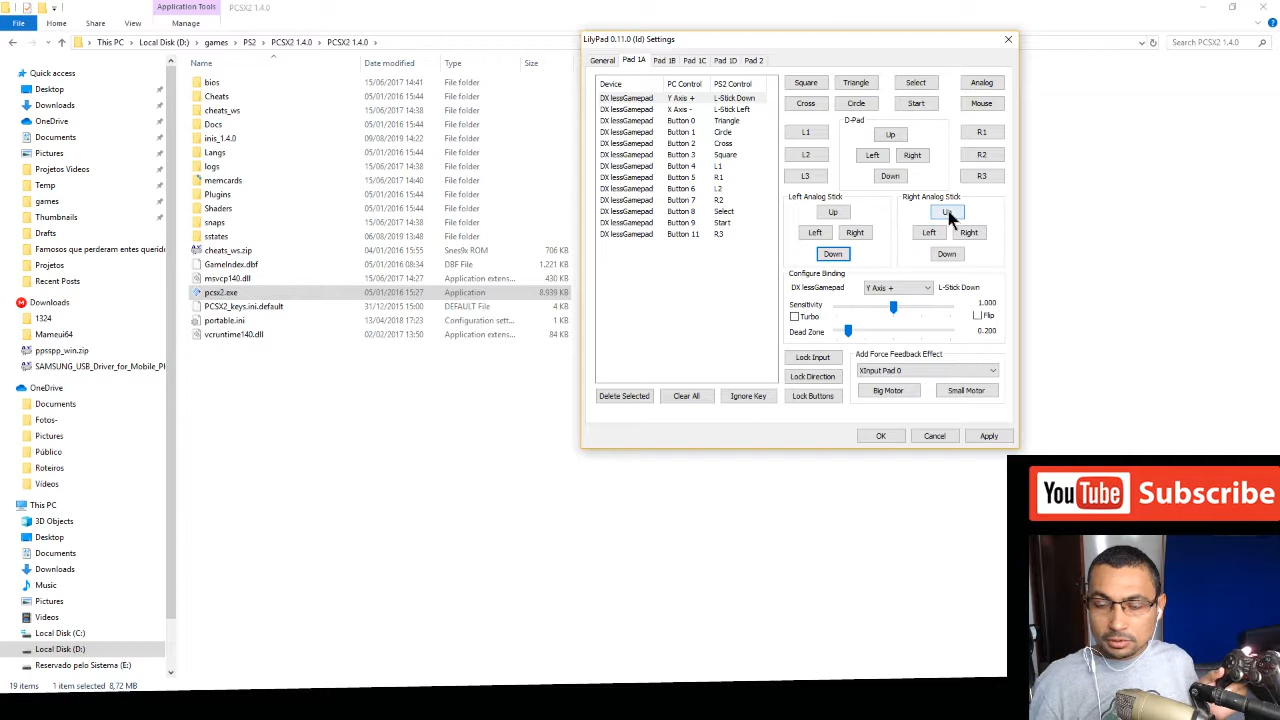 Application Tools
PCSX2 1.4.0
File Home Share View Manage
This PC Local Disk (D:) games PS2 PCSX2 1.4.0 PCSX2 1.4.0
Search PCSX2 1.4.0
Quick access
Desktop
Downloads
OneDrive
Documents
Pictures
Projetos Vídeos
Temp
games
Thumbnails
Drafts
Famosos que perderam entes querido
Projetos
Recent Posts
Downloads
1324
Mameui64
ppsspp_win.zip
SAMSUNG_USB_Driver_for_Mobile_Pl
OneDrive
Documents
Fotos-
Pictures
Público
Roteiros
Vídeos
This PC
3D Objects
Desktop
Documents
Downloads
Music
Pictures
Videos
Local Disk (C:)
Local Disk (D:)
Reservado pelo Sistema (E:)
19 items 1 item selected 8,72 MB
Name Date modified Type Size
bios 15/06/2017 14:41 File folder
Cheats 05/01/2016 15:44 File folder
cheats_ws 15/06/2017 14:38 File folder
Docs 05/01/2016 15:44 File folder
inis_1.4.0 09/08/2019 14:22 File folder
Langs 05/01/2016 15:44 File folder
logs 15/06/2017 14:38 File folder
memcards 15/06/2017 14:40 File folder
Plugins 05/01/2016 15:44 File folder
Shaders 05/01/2016 15:44 File folder
snaps 15/06/2017 14:38 File folder
sstates 06/08/2019 13:48 File folder
cheats_ws.zip 04/01/2016 15:55 Snes9x ROM 706 KB
GameIndex.dbf 05/01/2016 08:34 DBF File 1.221 KB
msvcp140.dll 15/06/2017 14:27 Application extens... 430 KB
pcsx2.exe 05/01/2016 15:27 Application 8.939 KB
PCSX2_keys.ini.default 31/12/2015 15:00 DEFAULT File 4 KB
portable.ini 13/04/2018 17:23 Configuration sett... 1 KB
vcruntime140.dll 02/02/2017 13:50 Application extens... 84 KB
LilyPad 0.11.0 (ld) Settings
General Pad 1A Pad 1B Pad 1C Pad 1D Pad 2
Device PC Control PS2 Control
DX lessGamepad Y Axis + L-Stick Down
DX lessGamepad X Axis - L-Stick Left
DX lessGamepad Button 0 Triangle
DX lessGamepad Button 1 Circle
DX lessGamepad Button 2 Cross
DX lessGamepad Button 3 Square
DX lessGamepad Button 4 L1
DX lessGamepad Button 5 R1
DX lessGamepad Button 6 L2
DX lessGamepad Button 7 R2
DX lessGamepad Button 8 Select
DX lessGamepad Button 9 Start
DX lessGamepad Button 11 R3
Delete Selected Clear All Ignore Key
Square Triangle Select Analog
Cross Circle Start Mouse
D-Pad
L1 Up R1
L2 Left Right R2
L3 Down R3
Left Analog Stick Right Analog Stick
Up
Left Right Left Right
Down Down
Configure Binding
DX lessGamepad Y Axis + L-Stick Down
Sensitivity 1.000
Turbo Flip
Dead Zone 0.200
Lock Input
Lock Direction
Lock Buttons
Add Force Feedback Effect
XInput Pad 0
Big Motor Small Motor
OK Cancel Apply
YouTube Subscribe